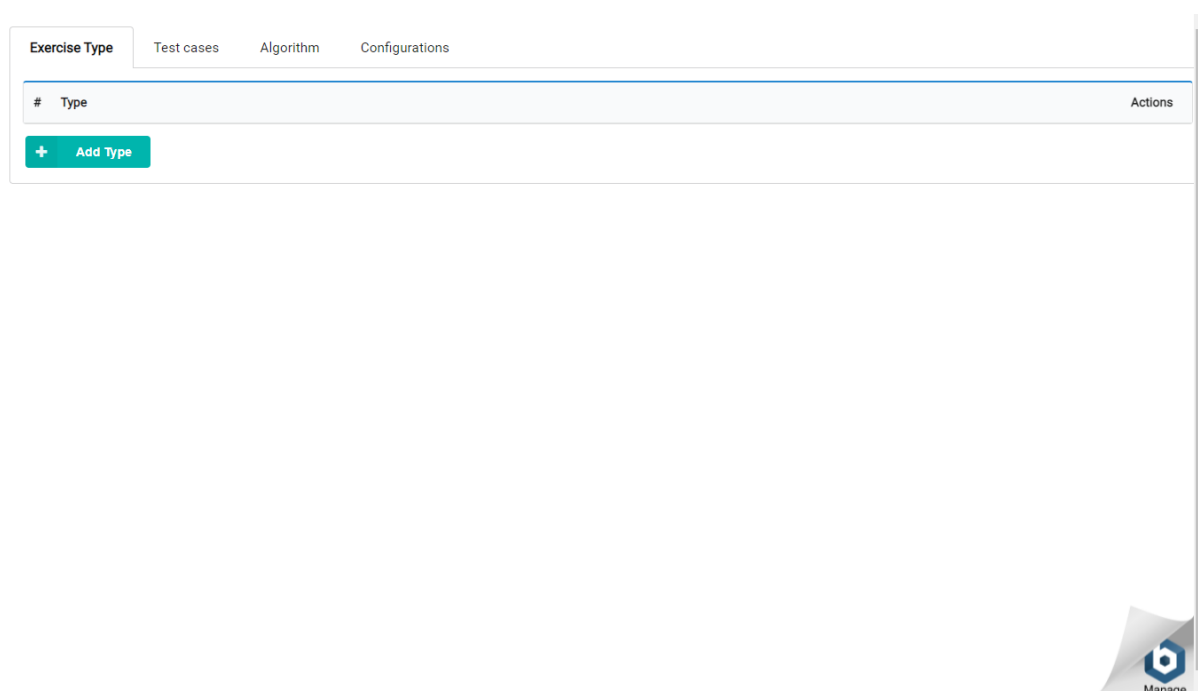 Exercise Type Test cases Algorithm Configurations
# Type Actions
+ Add Type
Manage